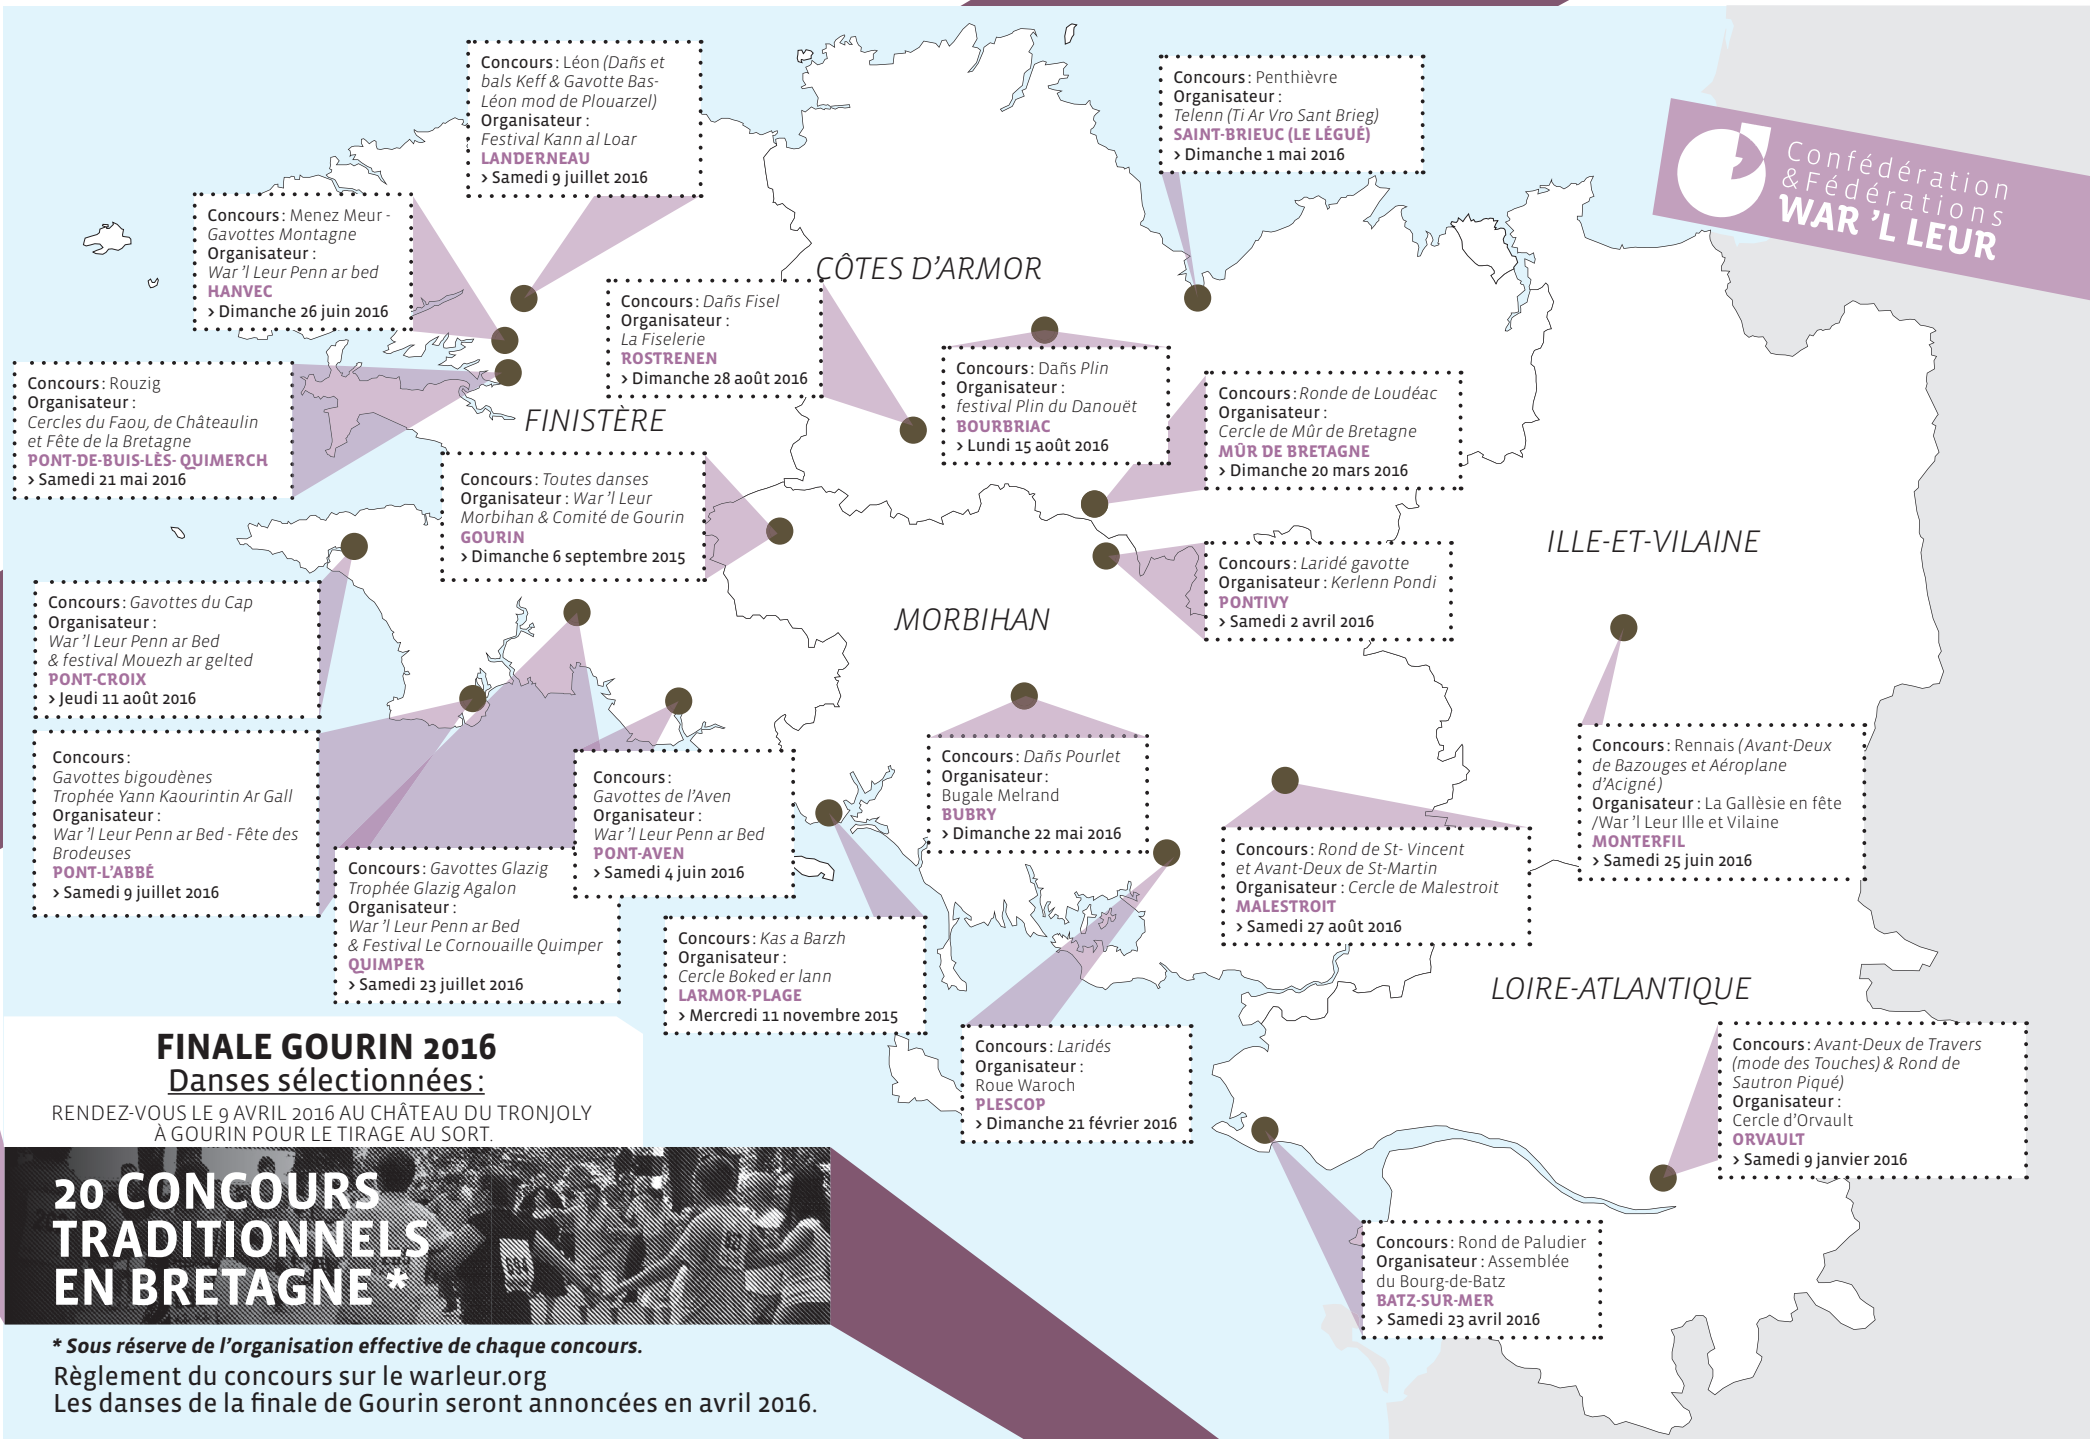 Concours : Léon (Dañs et
bals Keff & Gavotte Bas-
Léon mod de Plouarzel)
Organisateur :
Festival Kann al Loar
LANDERNEAU
> Samedi 9 juillet 2016
Concours : Penthièvre
Organisateur :
Telenn (Ti Ar Vro Sant Brieg)
SAINT-BRIEUC (LE LÉGUÉ)
> Dimanche 1 mai 2016
Confédération
& Fédérations
WAR 'L LEUR
Concours : Menez Meur -
Gavottes Montagne
Organisateur :
War 'l Leur Penn ar bed
HANVEC
> Dimanche 26 juin 2016
CÔTES D'ARMOR
Concours : Dañs Fisel
Organisateur :
La Fiselerie
ROSTRENEN
> Dimanche 28 août 2016
Concours : Dañs Plin
Organisateur :
festival Plin du Danouët
BOURBRIAC
> Lundi 15 août 2016
Concours : Ronde de Loudéac
Organisateur :
Cercle de Mûr de Bretagne
MÛR DE BRETAGNE
> Dimanche 20 mars 2016
Concours : Rouzig
Organisateur :
Cercles du Faou, de Châteaulin
et Fête de la Bretagne
PONT-DE-BUIS-LÈS- QUIMERCH
> Samedi 21 mai 2016
FINISTÈRE
Concours : Toutes danses
Organisateur : War 'l Leur
Morbihan & Comité de Gourin
GOURIN
> Dimanche 6 septembre 2015
ILLE-ET-VILAINE
Concours : Laridé gavotte
Organisateur : Kerlenn Pondi
PONTIVY
> Samedi 2 avril 2016
MORBIHAN
Concours : Gavottes du Cap
Organisateur :
War 'l Leur Penn ar Bed
& festival Mouezh ar gelted
PONT-CROIX
> Jeudi 11 août 2016
Concours :
Gavottes bigoudènes
Trophée Yann Kaourintin Ar Gall
Organisateur :
War 'l Leur Penn ar Bed - Fête des
Brodeuses
PONT-L'ABBÉ
> Samedi 9 juillet 2016
Concours :
Gavottes de l'Aven
Organisateur :
War 'l Leur Penn ar Bed
PONT-AVEN
> Samedi 4 juin 2016
Concours : Dañs Pourlet
Organisateur :
Bugale Melrand
BUBRY
> Dimanche 22 mai 2016
Concours : Rennais (Avant-Deux
de Bazouges et Aéroplane
d'Acigné)
Organisateur : La Gallèsie en fête
/War 'l Leur Ille et Vilaine
MONTERFIL
> Samedi 25 juin 2016
Concours : Gavottes Glazig
Trophée Glazig Agalon
Organisateur :
War 'l Leur Penn ar Bed
& Festival Le Cornouaille Quimper
QUIMPER
> Samedi 23 juillet 2016
Concours : Rond de St- Vincent
et Avant-Deux de St-Martin
Organisateur : Cercle de Malestroit
MALESTROIT
> Samedi 27 août 2016
Concours : Kas a Barzh
Organisateur :
Cercle Boked er lann
LARMOR-PLAGE
> Mercredi 11 novembre 2015
LOIRE-ATLANTIQUE
Concours : Laridés
Organisateur :
Roue Waroch
PLESCOP
> Dimanche 21 février 2016
Concours : Avant-Deux de Travers
(mode des Touches) & Rond de
Sautron Piqué)
Organisateur :
Cercle d'Orvault
ORVAULT
> Samedi 9 janvier 2016
Concours : Rond de Paludier
Organisateur : Assemblée
du Bourg-de-Batz
BATZ-SUR-MER
> Samedi 23 avril 2016
FINALE GOURIN 2016
Danses sélectionnées :
RENDEZ-VOUS LE 9 AVRIL 2016 AU CHÂTEAU DU TRONJOLY
À GOURIN POUR LE TIRAGE AU SORT.
20 CONCOURS
TRADITIONNELS
EN BRETAGNE *
694
* Sous réserve de l'organisation effective de chaque concours.
Règlement du concours sur le warleur.org
Les danses de la finale de Gourin seront annoncées en avril 2016.